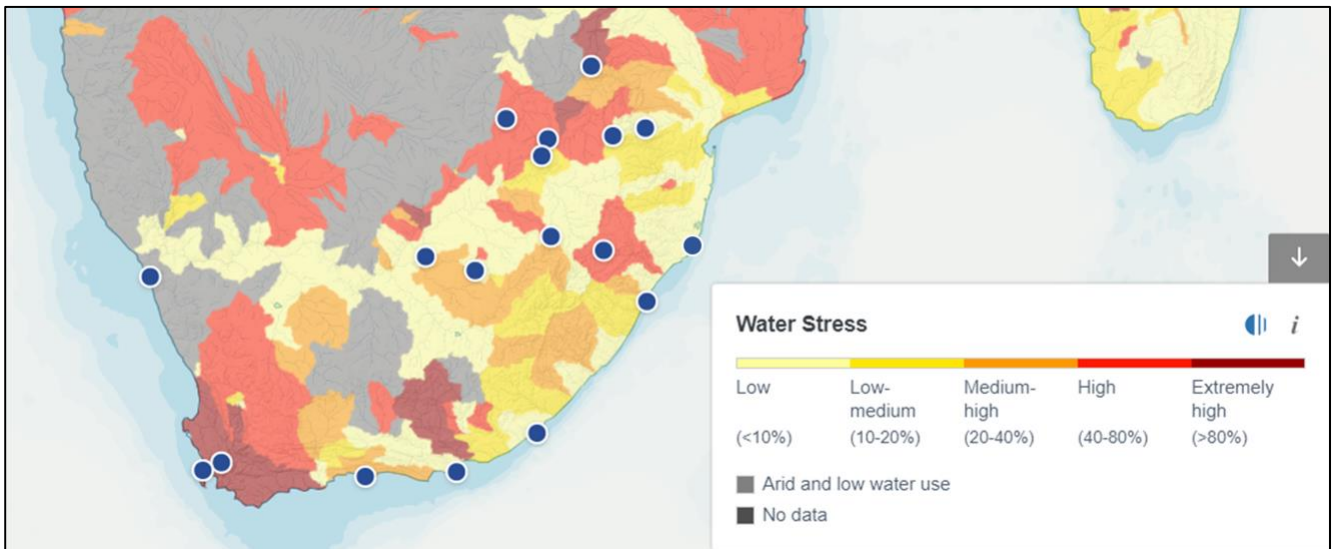 Water Stress
i
Low Low-medium Medium-high High Extremely high
(<10%) (10-20%) (20-40%) (40-80%) (>80%)
Arid and low water use
No data